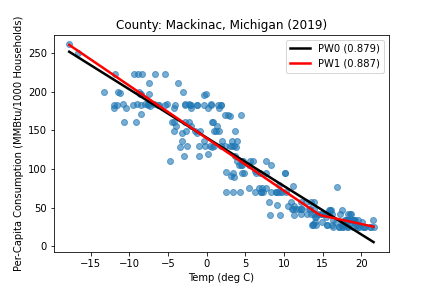 County: Mackinac, Michigan (2019)
Per-Capita Consumption (MMBtu/1000 Households)
250
200
150
100
50
0
PW0 (0.879)
PW1 (0.887)
−15 −10 −5 0 5 10 15 20
Temp (deg C)